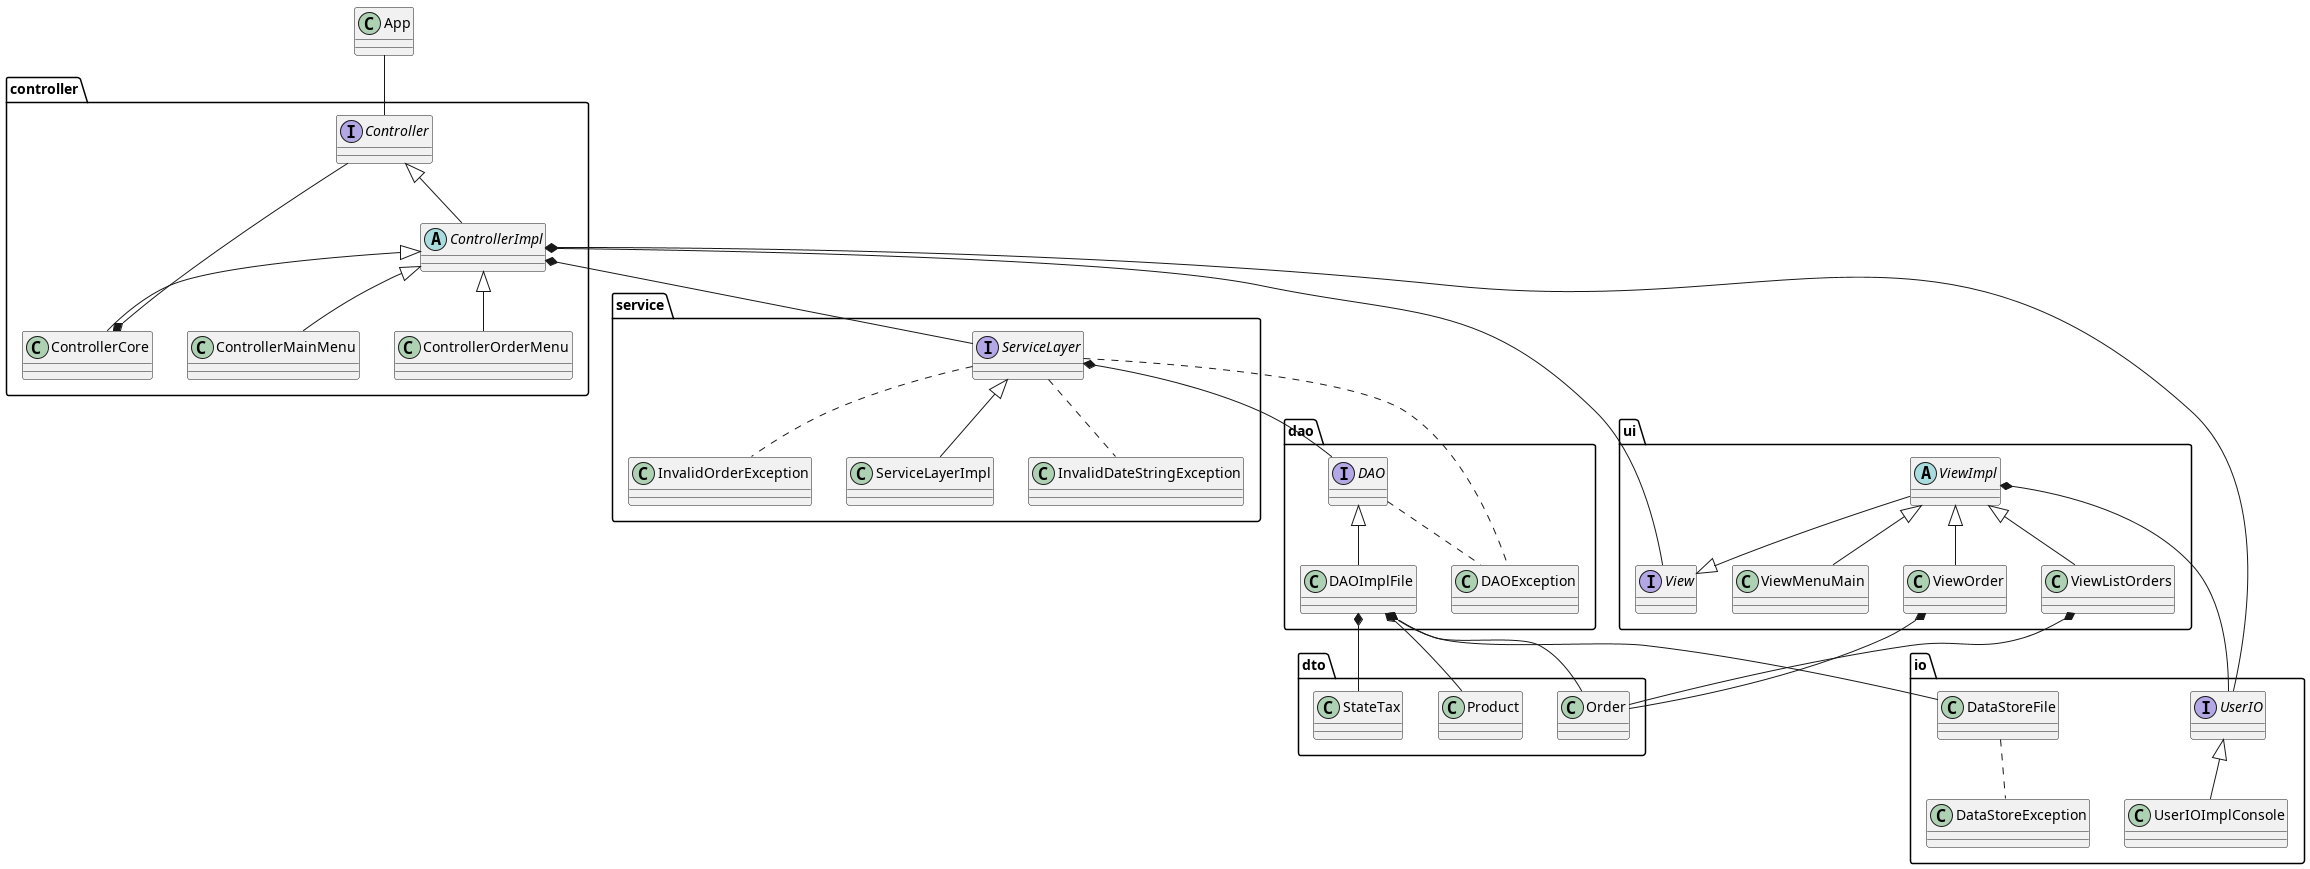 C App
controller
I Controller
A ControllerImpl
C ControllerCore
C ControllerMainMenu
C ControllerOrderMenu
service
I ServiceLayer
C InvalidOrderException
C ServiceLayerImpl
C InvalidDateStringException
dao
I DAO
C DAOImplFile
C DAOException
ui
A ViewImpl
I View
C ViewMenuMain
C ViewOrder
C ViewListOrders
dto
C StateTax
C Product
C Order
io
C DataStoreFile
I UserIO
C DataStoreException
C UserIOImplConsole